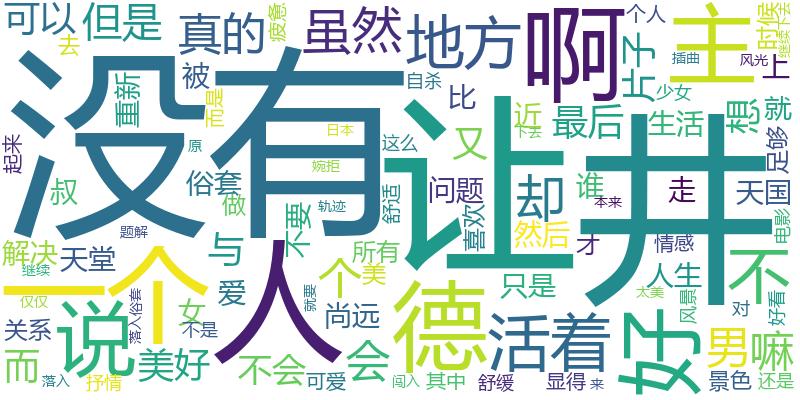 可以
但是
真的
疲惫
虽然
地方
啊
个人
片子
主
时候
继续下去
去
插曲
风光
上
没有
重新
被
而是
自杀
比
少女
想
就
让
井
起来
原
日本
这么
近
下去
最后
生活
又
足够
叔
俗套
婉拒
舒适
问题
却
谁
走
天国
做
轨迹
本来
喜欢
电影
题解
不要
然后
才
情感
不
解决
天堂
与
所有
继续
一个
人
个
美
只是
人生
爱
就要
德
太美
风景
仅仅
落入俗套
女
尚远
活着
好
对
好看
关系
说
不是
男
嘛
而
美好
不会
会
可爱
闯入
其中
舒缓
显得
来
景色
还是
落入
抒情